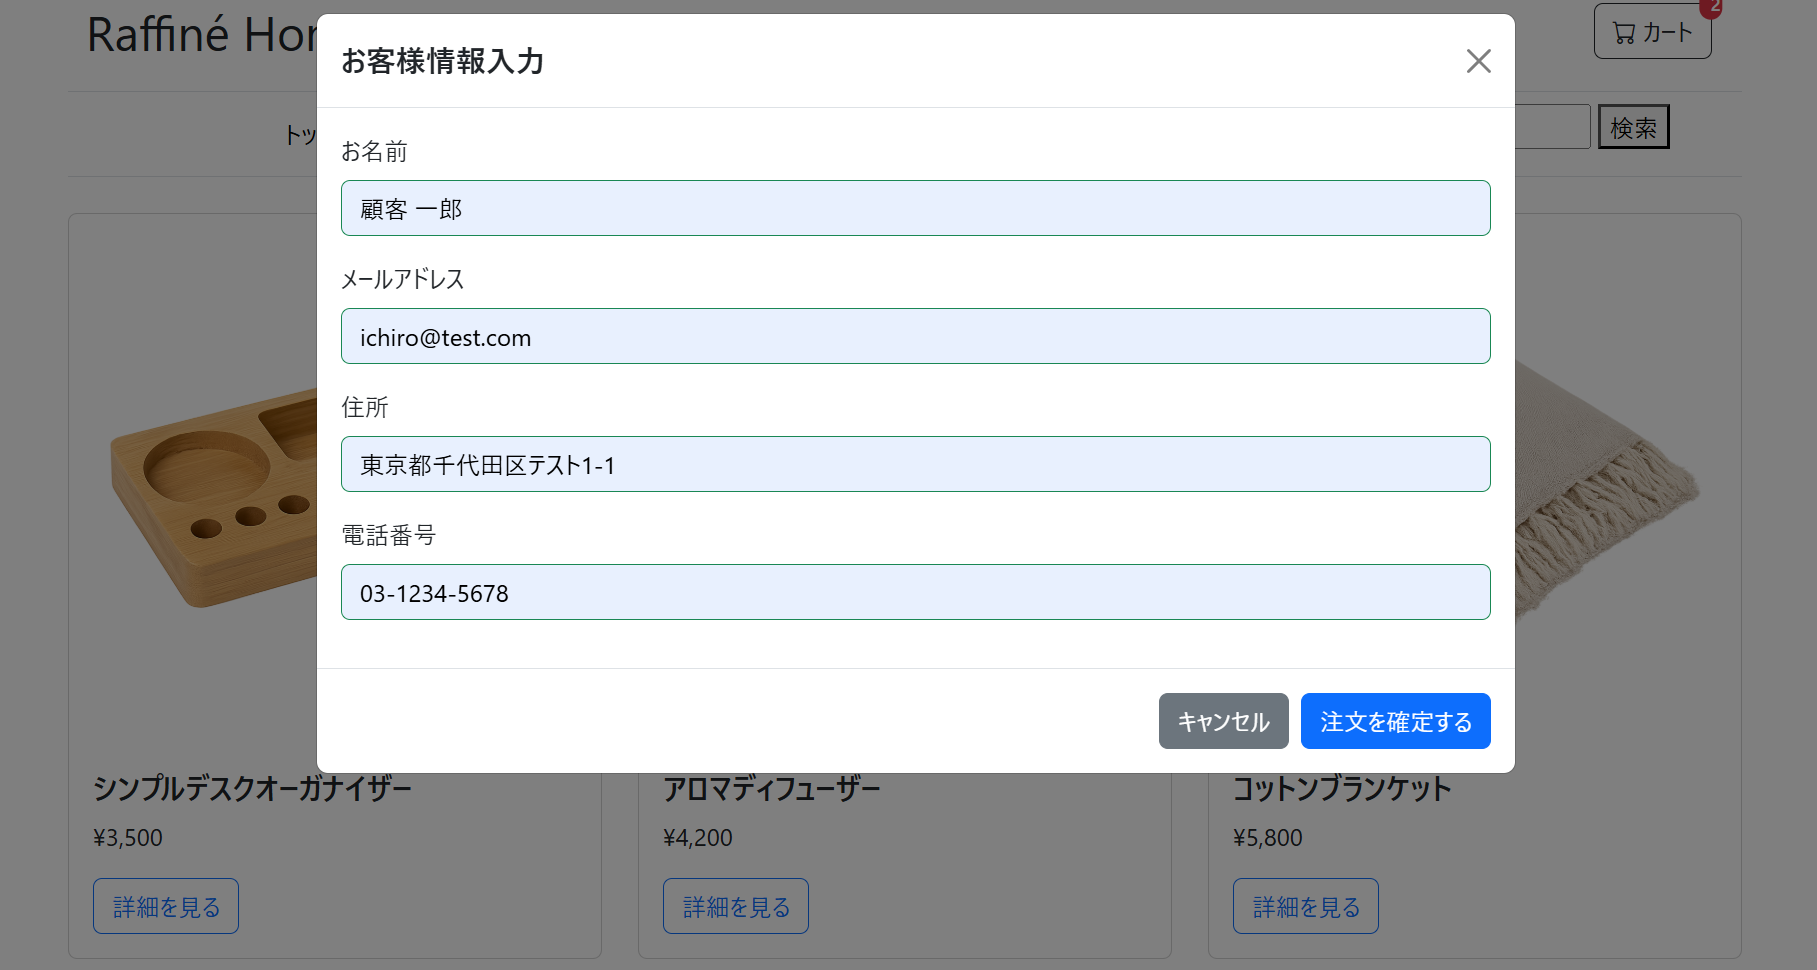 Raffiné
カート
2
検索
お客様情報入力
お名前
顧客 一郎
メールアドレス
ichiro@test.com
住所
東京都千代田区テスト1-1
電話番号
03-1234-5678
キャンセル
注文を確定する
シンプルデスクオーガナイザー
アロマディフューザー
コットンブランケット
¥3,500
¥4,200
¥5,800
詳細を見る
詳細を見る
詳細を見る